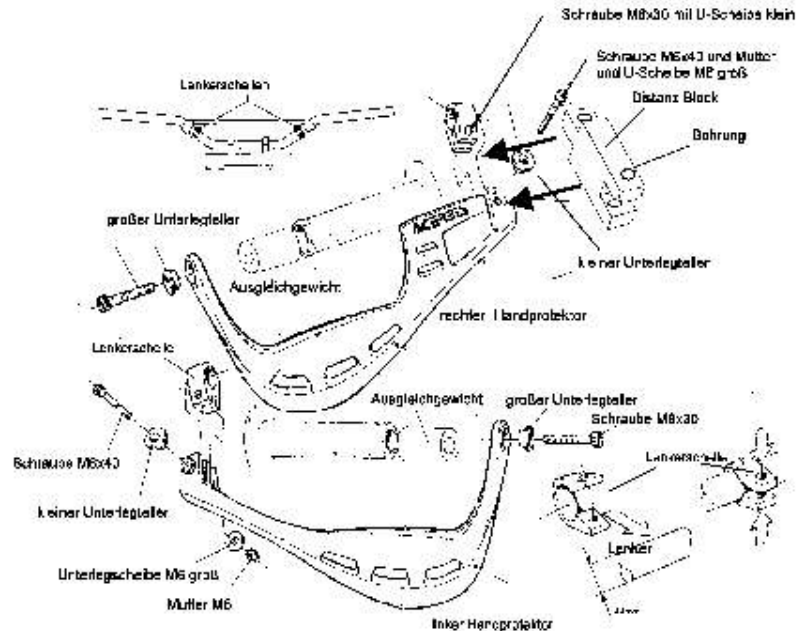 Schraube M6x30 mit U-Scheibe klein
Schraube M6x40 und Mutter
und U-Scheibe M6 groß
Lenkerschellen
Distanz Block
Bohrung
ACERBIS
großer Unterlegteller
kleiner Unterlegteller
Ausgleichgewicht
rechter Handprotektor
Lenkerschelle
Ausgleichgewicht
großer Unterlegteller
Schraube M8x30
Schraube M6x40
Lenkerschelle
kleiner Unterlegteller
Lenker
Unterlegscheibe M6 groß
Mutter M6
linker Handprotektor